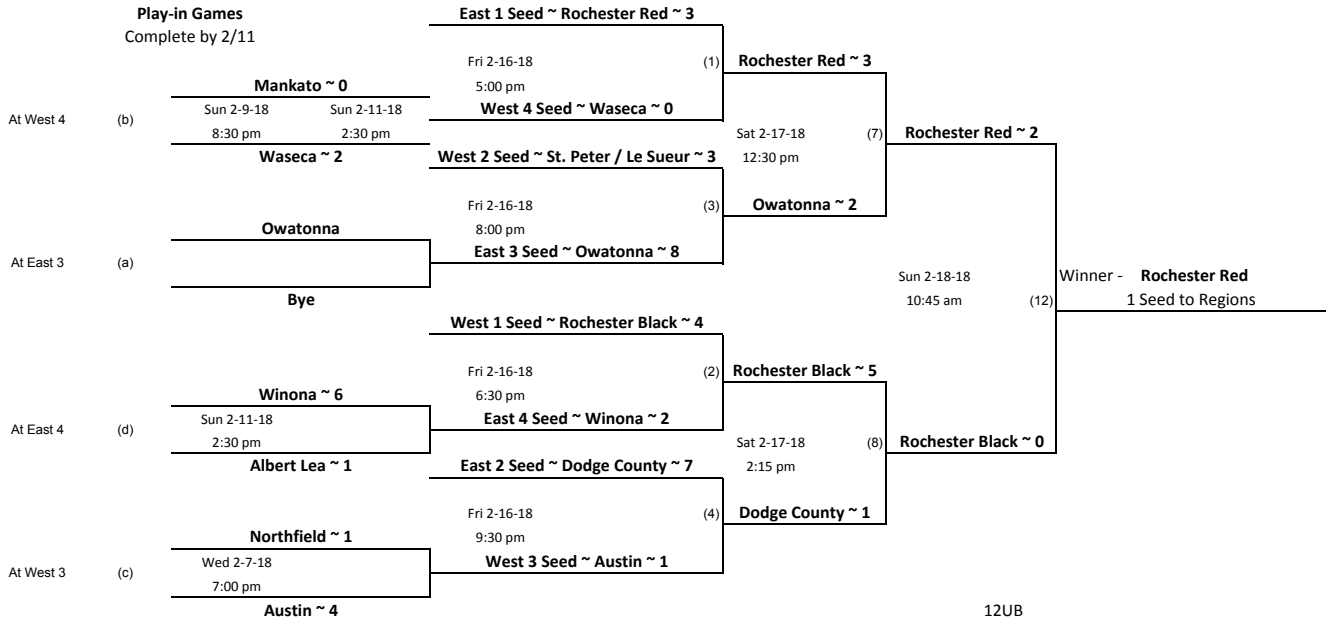 Play-in Games
Complete by 2/11
East 1 Seed ~ Rochester Red ~ 3
Fri 2-16-18
5:00 pm
(1)
Rochester Red ~ 3
Mankato ~ 0
At West 4
(b)
Sun 2-9-18
8:30 pm
Sun 2-11-18
2:30 pm
West 4 Seed ~ Waseca ~ 0
Waseca ~ 2
Sat 2-17-18
12:30 pm
(7)
Rochester Red ~ 2
West 2 Seed ~ St. Peter / Le Sueur ~ 3
Fri 2-16-18
8:00 pm
(3)
Owatonna ~ 2
Owatonna
At East 3
(a)
East 3 Seed ~ Owatonna ~ 8
Bye
Sun 2-18-18
10:45 am
(12)
Winner - Rochester Red
1 Seed to Regions
West 1 Seed ~ Rochester Black ~ 4
Fri 2-16-18
6:30 pm
(2)
Rochester Black ~ 5
Winona ~ 6
At East 4
(d)
Sun 2-11-18
2:30 pm
East 4 Seed ~ Winona ~ 2
Albert Lea ~ 1
Sat 2-17-18
2:15 pm
(8)
Rochester Black ~ 0
East 2 Seed ~ Dodge County ~ 7
Fri 2-16-18
9:30 pm
(4)
Dodge County ~ 1
Northfield ~ 1
At West 3
(c)
Wed 2-7-18
7:00 pm
West 3 Seed ~ Austin ~ 1
Austin ~ 4
12UB